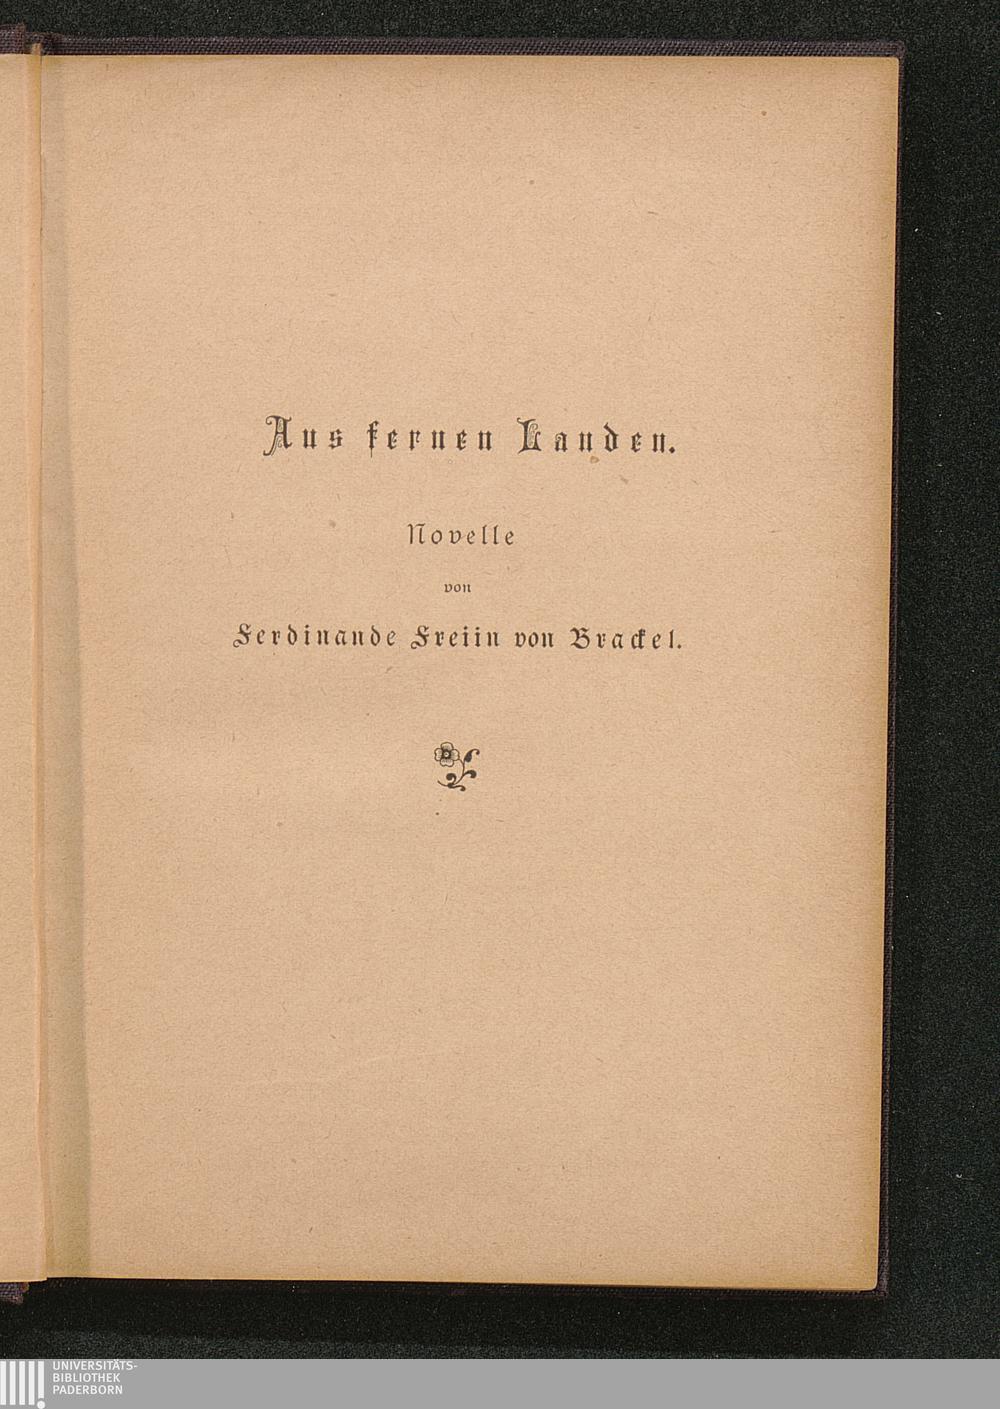 Aus fernen Landen.
Novelle
von
Ferdinande Freiin von Brackel.
UNIVERSITÄTS-
BIBLIOTHEK
PADERBORN